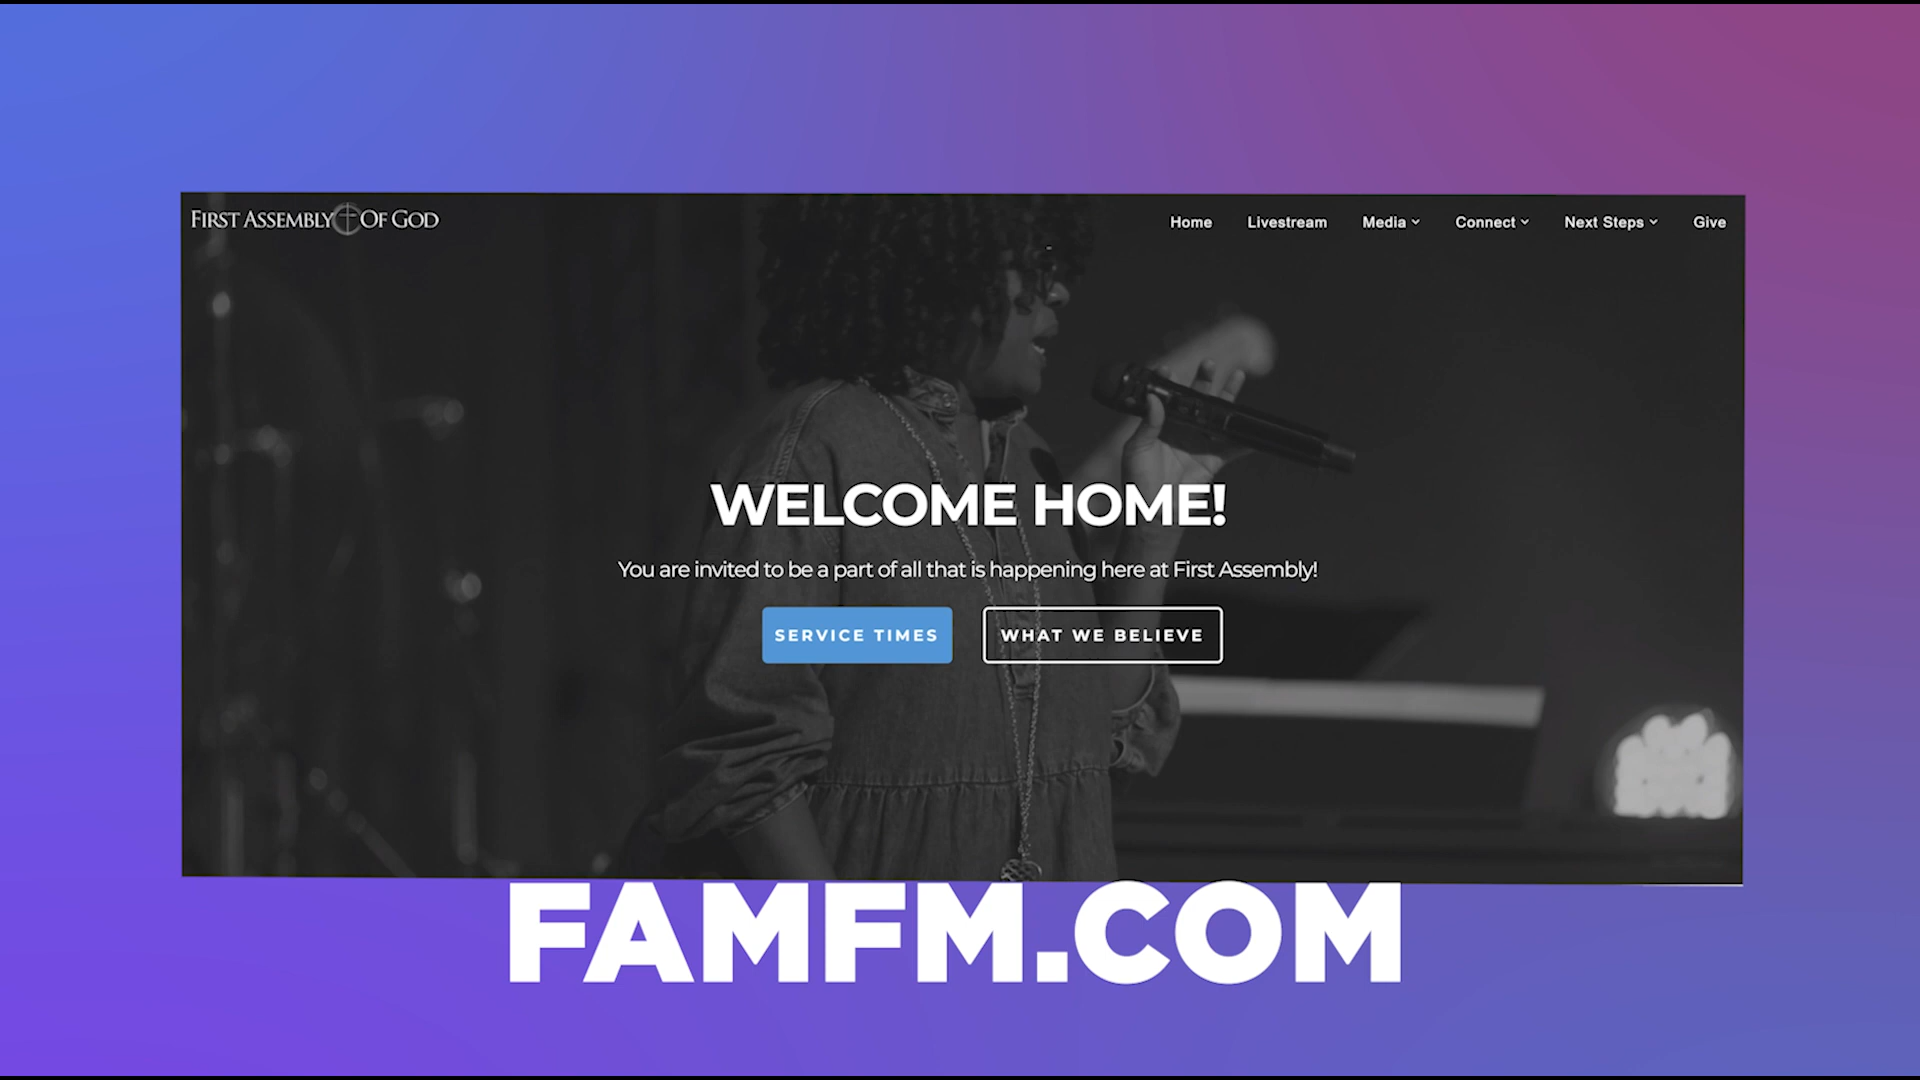 FIRST ASSEMBLY OF GOD
Home Livestream Media Connect Next Steps Give
WELCOME HOME!
You are invited to be a part of all that is happening here at First Assembly!
SERVICE TIMES WHAT WE BELIEVE
FAMFM.COM